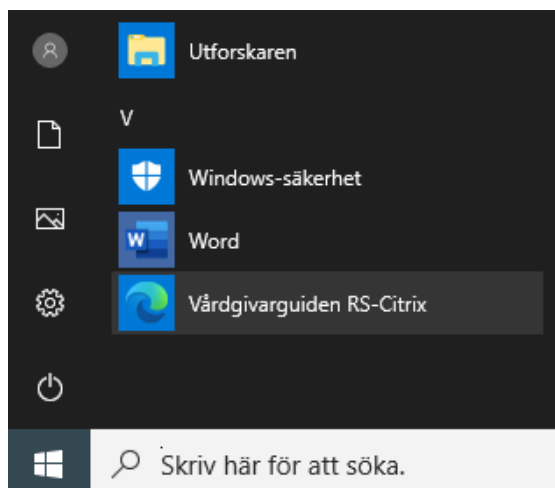 Utforskaren
V
Windows-säkerhet
Word
Vårdgivarguiden RS-Citrix
Skriv här för att söka.